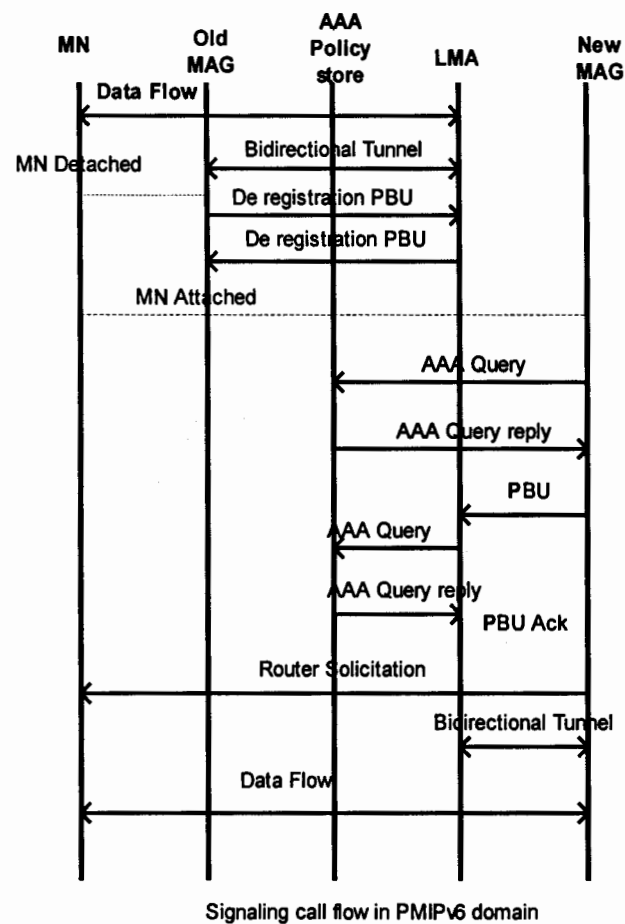 MN
Old
MAG
AAA
Policy
store
LMA
New
MAG
Data Flow
MN Detached
Bidirectional Tunnel
De registration PBU
De registration PBU
MN Attached
AAA Query
AAA Query reply
PBU
AAA Query
AAA Query reply
PBU Ack
Router Solicitation
Bidirectional Tunnel
Data Flow
Signaling call flow in PMIPv6 domain